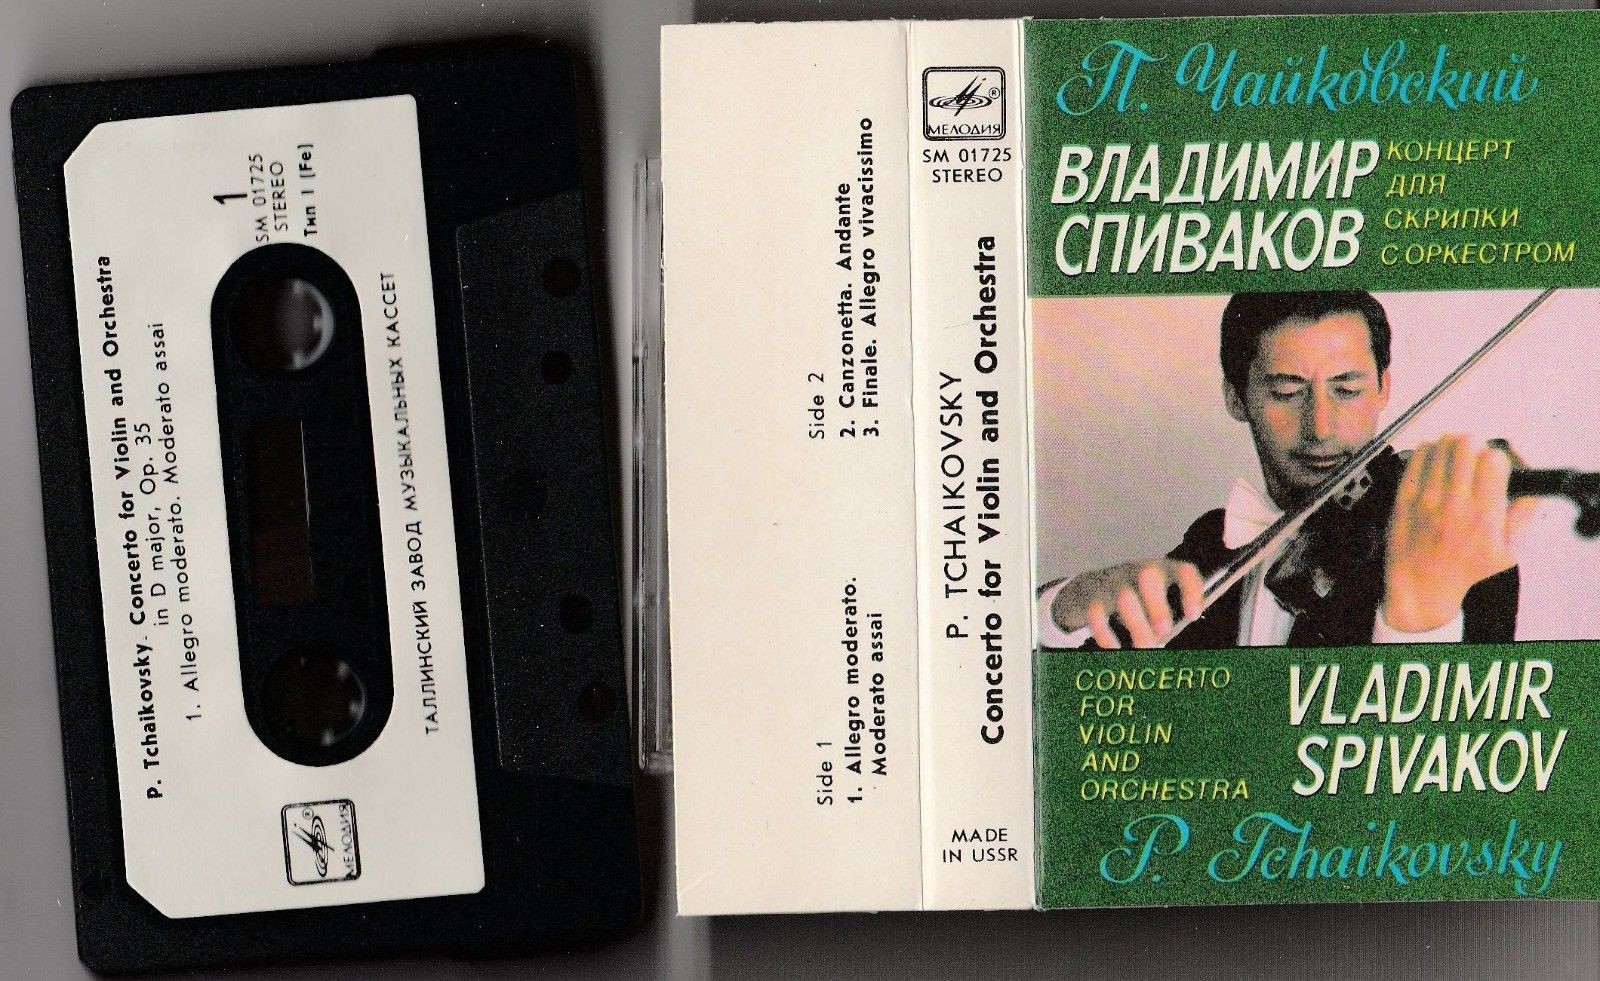 P. Tchaikovsky. Concerto for Violin and Orchestra
in D major, Op. 35
1. Allegro moderato. Moderato assai
1
SM 01725
STEREO
Тип I (Fe)
ТАЛЛИНСКИЙ ЗАВОД МУЗЫКАЛЬНЫХ КАССЕТ
МЕЛОДИЯ
Side 1
1. Allegro moderato.
Moderato assai
Side 2
2. Canzonetta. Andante
3. Finale. Allegro vivacissimo
МЕЛОДИЯ
SM 01725
STEREO
P. TCHAIKOVSKY
Concerto for Violin and Orchestra
MADE
IN USSR
П. Чайковский
ВЛАДИМИР
СПИВАКОВ
КОНЦЕРТ
ДЛЯ
СКРИПКИ
С ОРКЕСТРОМ
CONCERTO
FOR
VIOLIN
AND
ORCHESTRA
VLADIMIR
SPIVAKOV
P. Tchaikovsky